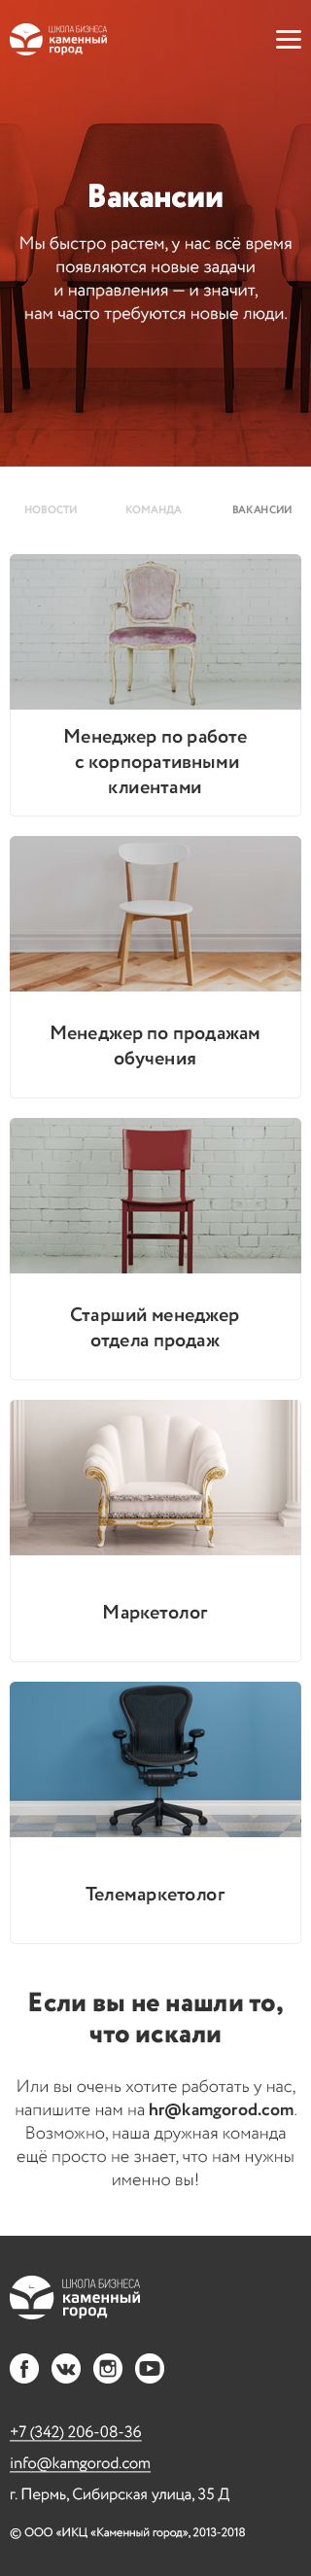 ШКОЛА БИЗНЕСА
каменный
город
Вакансии
Мы быстро растем, у нас всё время
появляются новые задачи
и направления — и значит,
нам часто требуются новые люди.
НОВОСТИ КОМАНДА ВАКАНСИИ
Менеджер по работе
с корпоративными
клиентами
Менеджер по продажам
обучения
Старший менеджер
отдела продаж
Маркетолог
Телемаркетолог
Если вы не нашли то,
что искали
Или вы очень хотите работать у нас,
напишите нам на hr@kamgorod.com.
Возможно, наша дружная команда
ещё просто не знает, что нам нужны
именно вы!
ШКОЛА БИЗНЕСА
каменный
город
+7 (342) 206-08-36
info@kamgorod.com
г. Пермь, Сибирская улица, 35 Д
© ООО «ИКЦ «Каменный город», 2013-2018